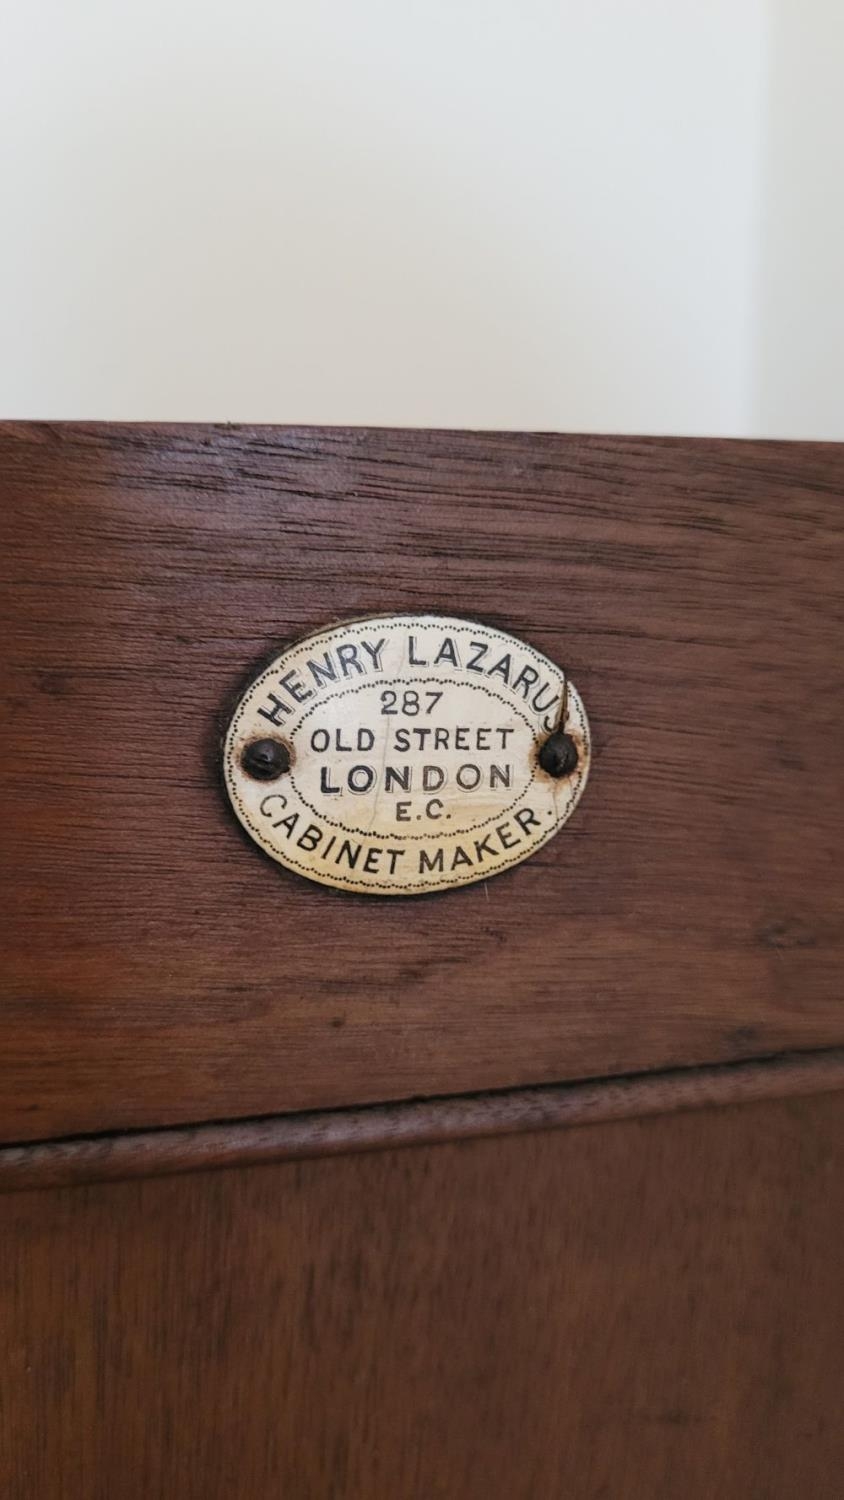 HENRY LAZARUS
287
OLD STREET
LONDON
E.C.
CABINET MAKER.